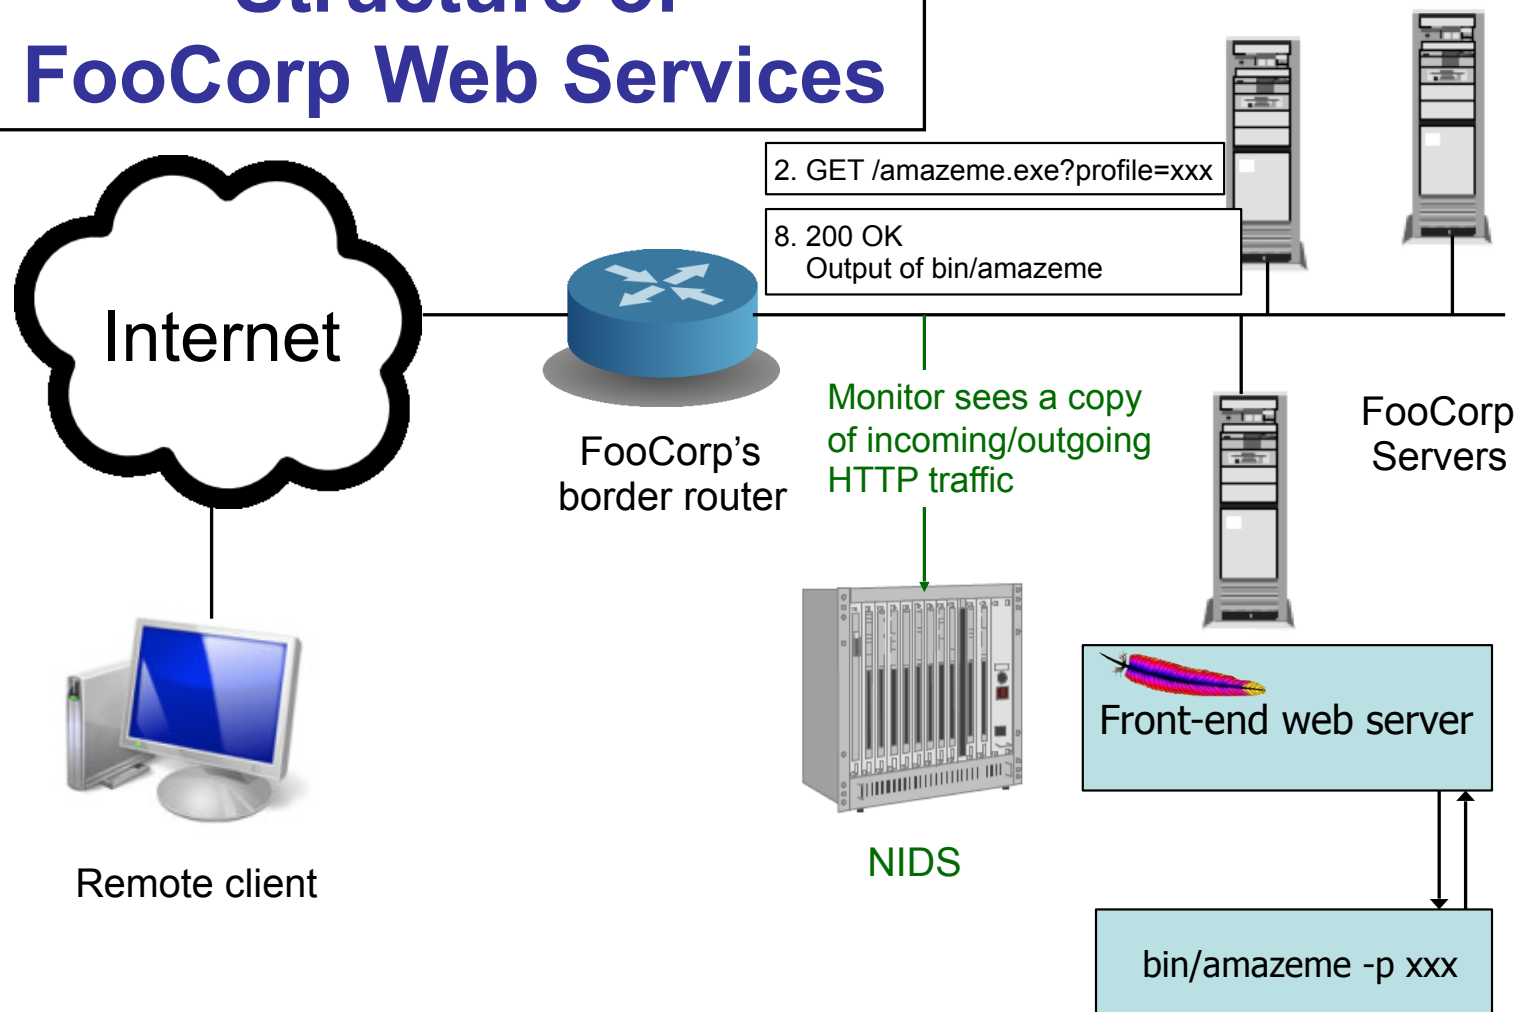 Structure of
FooCorp Web Services
2. GET /amazeme.exe?profile=xxx
8. 200 OK
Output of bin/amazeme
Internet
FooCorp's
border router
Monitor sees a copy
of incoming/outgoing
HTTP traffic
FooCorp
Servers
Remote client
NIDS
Front-end web server
bin/amazeme -p xxx